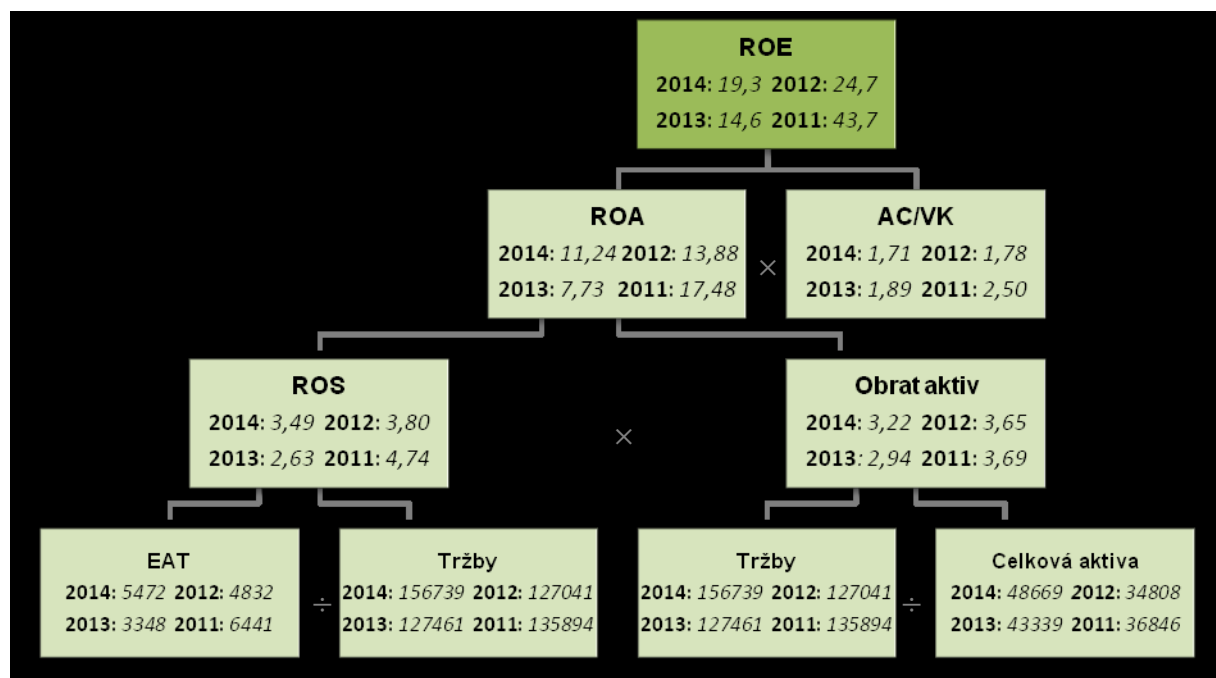 ROE
2014: 19,3 2012: 24,7
2013: 14,6 2011: 43,7
ROA
2014: 11,24 2012: 13,88
2013: 7,73 2011: 17,48
×
AC/VK
2014: 1,71 2012: 1,78
2013: 1,89 2011: 2,50
ROS
2014: 3,49 2012: 3,80
2013: 2,63 2011: 4,74
×
Obrat aktiv
2014: 3,22 2012: 3,65
2013: 2,94 2011: 3,69
EAT
2014: 5472 2012: 4832
2013: 3348 2011: 6441
÷
Tržby
2014: 156739 2012: 127041
2013: 127461 2011: 135894
Tržby
2014: 156739 2012: 127041
2013: 127461 2011: 135894
÷
Celková aktiva
2014: 48669 2012: 34808
2013: 43339 2011: 36846